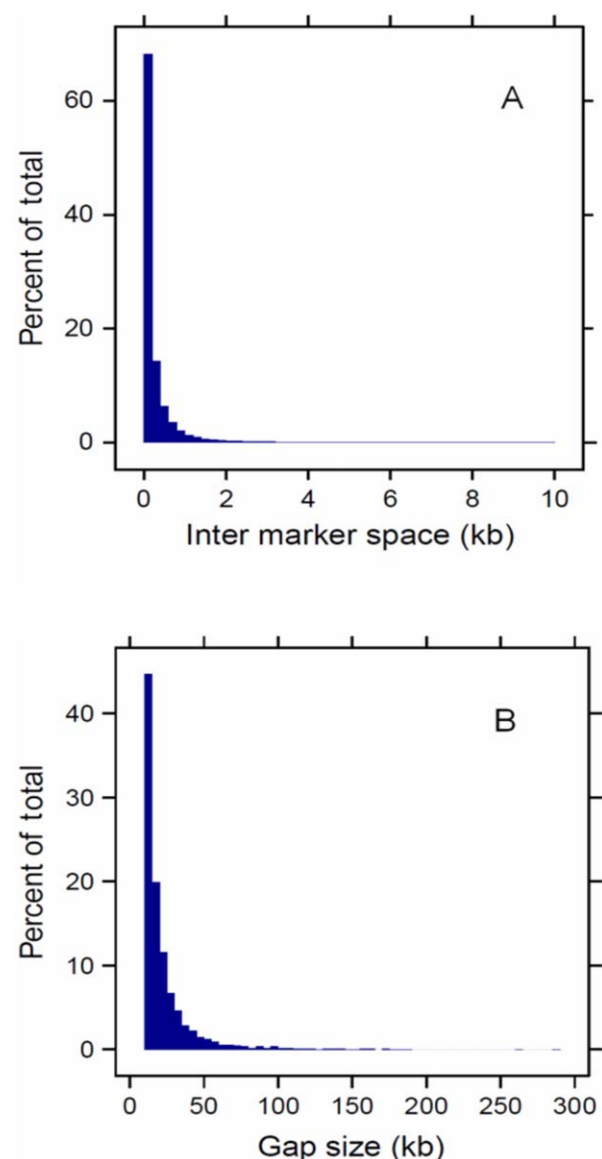 A
Percent of total
60
40
20
0
0 2 4 6 8 10
Inter marker space (kb)
B
Percent of total
40
30
20
10
0
0 50 100 150 200 250 300
Gap size (kb)